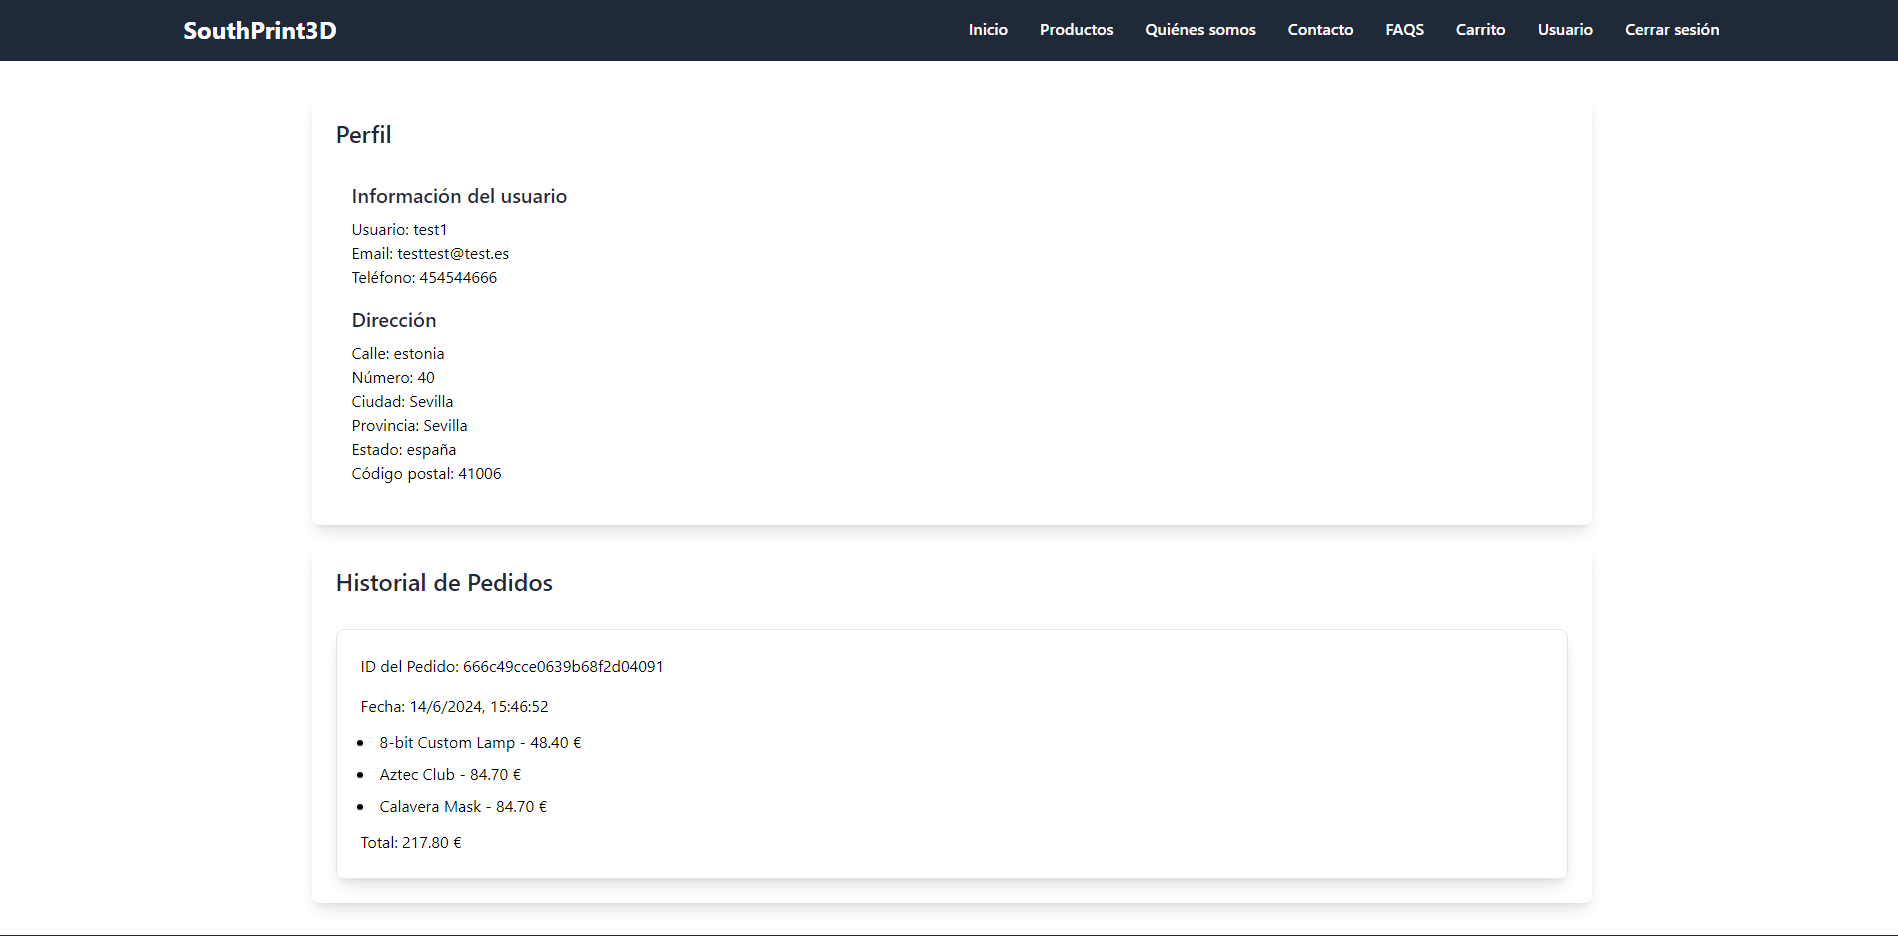 SouthPrint3D
Inicio Productos Quiénes somos Contacto FAQS Carrito Usuario Cerrar sesión
Perfil
Información del usuario
Usuario: test1
Email: testtest@test.es
Teléfono: 454544666
Dirección
Calle: estonia
Número: 40
Ciudad: Sevilla
Provincia: Sevilla
Estado: españa
Código postal: 41006
Historial de Pedidos
ID del Pedido: 666c49cce0639b68f2d04091
Fecha: 14/6/2024, 15:46:52
• 8-bit Custom Lamp - 48.40 €
• Aztec Club - 84.70 €
• Calavera Mask - 84.70 €
Total: 217.80 €